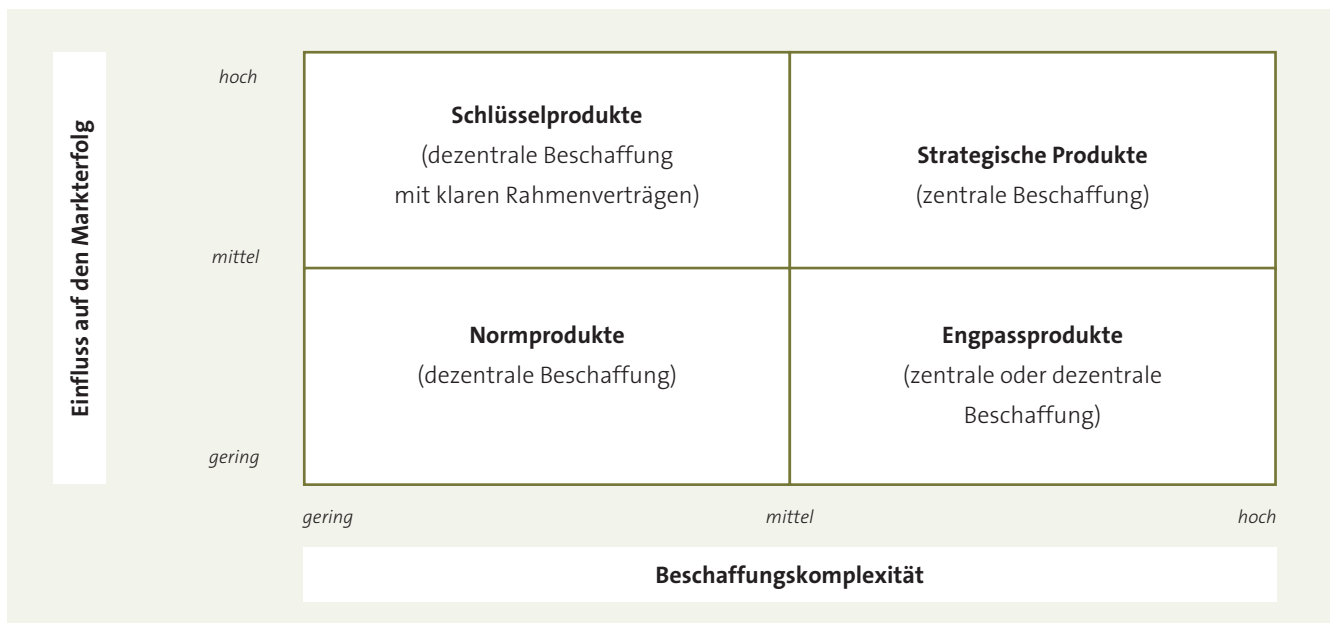 Einfluss auf den Markterfolg
hoch
mittel
gering
Schlüsselprodukte
(dezentrale Beschaffung
mit klaren Rahmenverträgen)
Strategische Produkte
(zentrale Beschaffung)
Normprodukte
(dezentrale Beschaffung)
Engpassprodukte
(zentrale oder dezentrale
Beschaffung)
gering
mittel
hoch
Beschaffungskomplexität